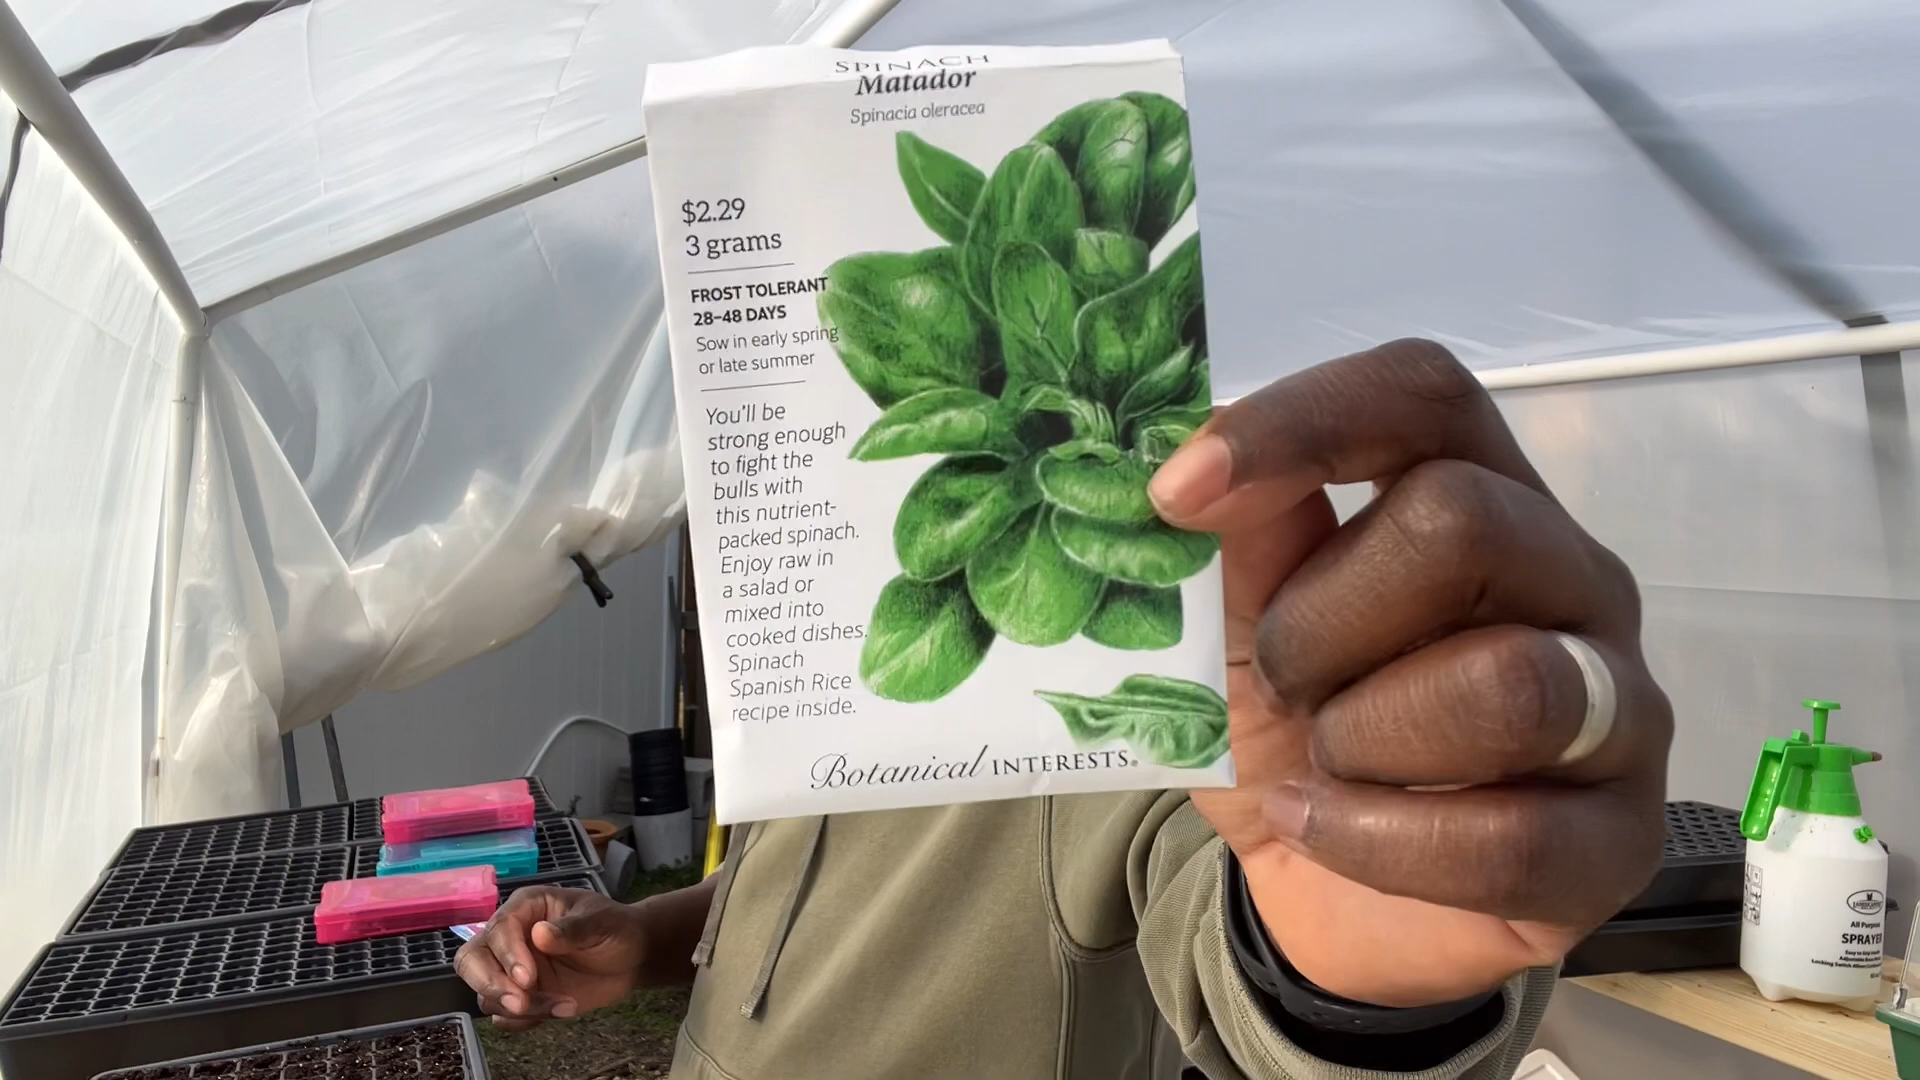 SPINACH
Matador
Spinacia oleracea
$2.29
3 grams
FROST TOLERANT
28–48 DAYS
Sow in early spring
or late summer
You'll be
strong enough
to fight the
bulls with
this nutrient-
packed spinach.
Enjoy raw in
a salad or
mixed into
cooked dishes.
Spinach
Spanish Rice
recipe inside.
Botanical INTERESTS®
All Purpose
SPRAYER